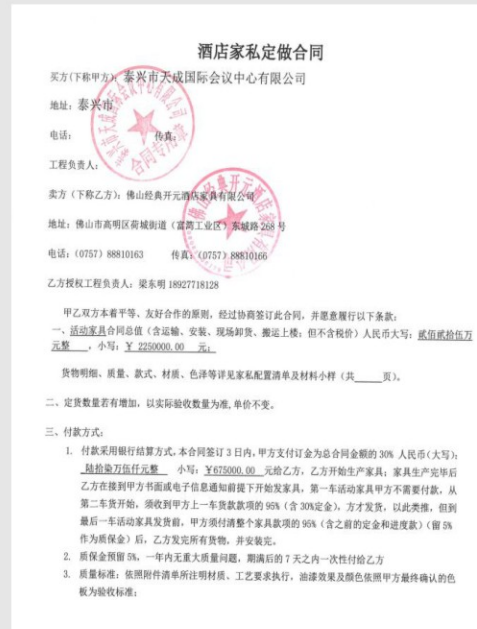 酒店家私定做合同
买方(下称甲方): 泰兴市天成国际会议中心有限公司
地址: 泰兴市
电话: 传真:
工程负责人:
卖方(下称乙方): 佛山经典开元酒店家具有限公司
地址: 佛山市高明区荷城街道(富湾工业区)东城路 268 号
电话: (0757) 88810163 传真: (0757) 88810166
乙方授权工程负责人: 梁东明 18927718128
甲乙双方本着平等、友好合作的原则,经过协商签订此合同,并愿意履行以下条款:
一、活动家具合同总值(含运输、安装、现场卸货、搬运上楼;但不含税价)人民币大写: 贰佰贰拾伍万
元整 ,小写: ¥ 2250000.00 元;
货物明细、质量、款式、材质、色泽等详见家私配置清单及材料小样(共 页)。
二、定货数量若有增加,以实际验收数量为准,单价不变。
三、付款方式:
1. 付款采用银行结算方式,本合同签订 3 日内,甲方支付订金为总合同金额的 30% 人民币(大写):
陆拾柒万伍仟元整 小写: ¥675000.00 元给乙方,乙方开始生产家具;家具生产完毕后
乙方在接到甲方书面或电子信息通知前提下开始发家具,第一车活动家具甲方不需要付款,从
第二车货开始,须收到甲方上一车货款款项的 95%(含 30%定金),方才发货,以此类推,但到
最后一车活动家具发货前,甲方须付清整个家具款项的 95%(含之前的定金和进度款)(留 5%
作为质保金)后,乙方发完所有货物,并安装完。
2. 质保金预留 5%,一年内无重大质量问题,期满后的 7 天之内一次性付给乙方
3. 质量标准:依照附件清单所注明材质、工艺要求执行,油漆效果及颜色依照甲方最终确认的色
板为验收标准;
合同专用章